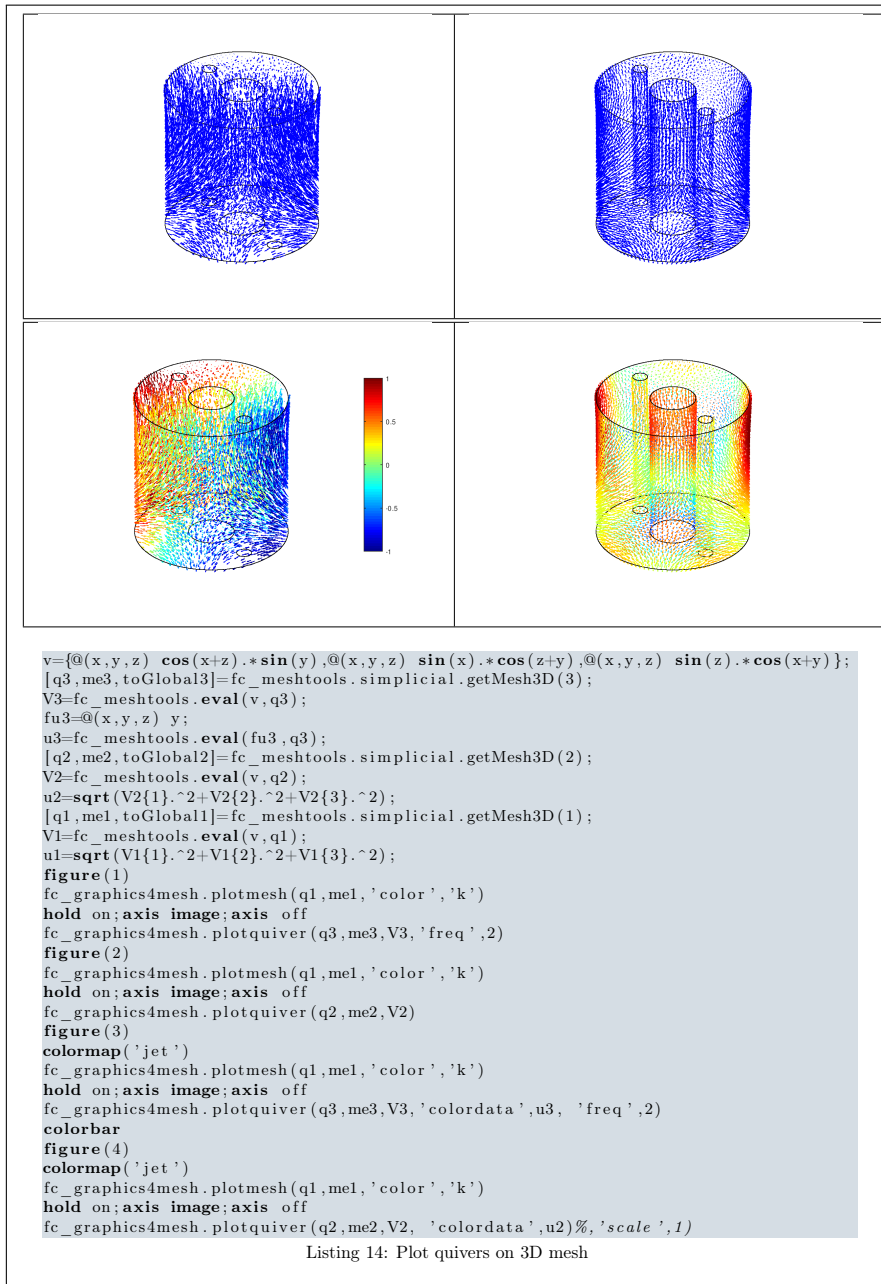 1
0.5
0
-0.5
-1
v={@(x,y,z) cos(x+z).*sin(y),@(x,y,z) sin(x).*cos(z+y),@(x,y,z) sin(z).*cos(x+y)};
[q3,me3,toGlobal3]=fc_meshtools.simplicial.getMesh3D(3);
V3=fc_meshtools.eval(v,q3);
fu3=@(x,y,z) y;
u3=fc_meshtools.eval(fu3,q3);
[q2,me2,toGlobal2]=fc_meshtools.simplicial.getMesh3D(2);
V2=fc_meshtools.eval(v,q2);
u2=sqrt(V2{1}.^2+V2{2}.^2+V2{3}.^2);
[q1,me1,toGlobal1]=fc_meshtools.simplicial.getMesh3D(1);
V1=fc_meshtools.eval(v,q1);
u1=sqrt(V1{1}.^2+V1{2}.^2+V1{3}.^2);
figure(1)
fc_graphics4mesh.plotmesh(q1,me1,'color','k')
hold on;axis image;axis off
fc_graphics4mesh.plotquiver(q3,me3,V3,'freq',2)
figure(2)
fc_graphics4mesh.plotmesh(q1,me1,'color','k')
hold on;axis image;axis off
fc_graphics4mesh.plotquiver(q2,me2,V2)
figure(3)
colormap('jet')
fc_graphics4mesh.plotmesh(q1,me1,'color','k')
hold on;axis image;axis off
fc_graphics4mesh.plotquiver(q3,me3,V3,'colordata',u3, 'freq',2)
colorbar
figure(4)
colormap('jet')
fc_graphics4mesh.plotmesh(q1,me1,'color','k')
hold on;axis image;axis off
fc_graphics4mesh.plotquiver(q2,me2,V2, 'colordata',u2)%,'scale',1)
Listing 14: Plot quivers on 3D mesh